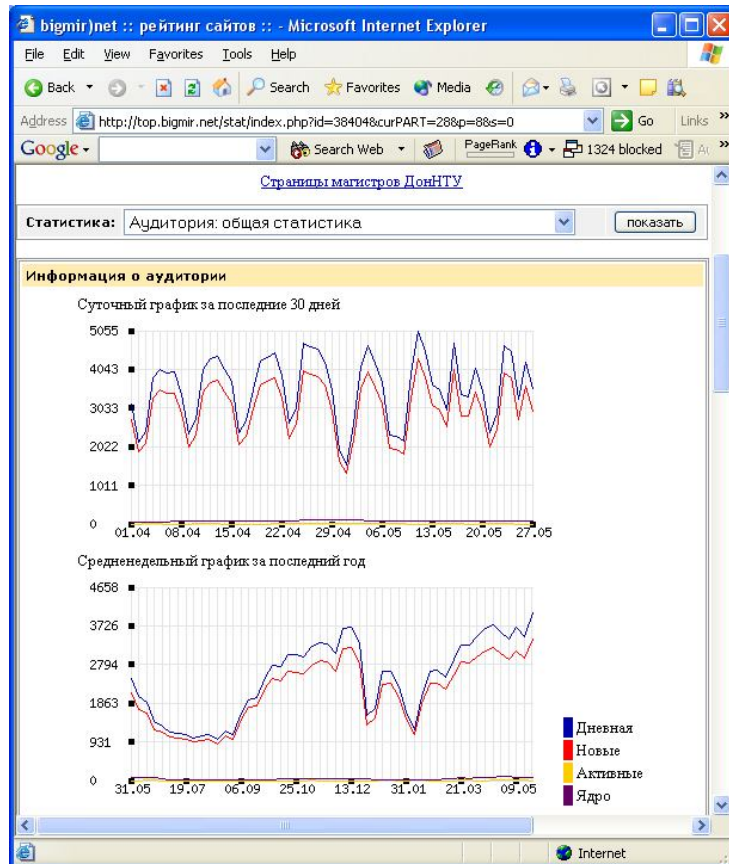 bigmir)net :: рейтинг сайтов :: - Microsoft Internet Explorer
File Edit View Favorites Tools Help
Back Search Favorites Media
Address http://top.bigmir.net/stat/index.php?id=38404&curPART=28&p=8&s=0 Go Links »
Google Search Web PageRank 1324 blocked »
Страницы магистров ДонНТУ
Статистика: Аудитория: общая статистика показать
Информация о аудитории
Суточный график за последние 30 дней
5055
4043
3033
2022
1011
0
01.04 08.04 15.04 22.04 29.04 06.05 13.05 20.05 27.05
Средненедельный график за последний год
4658
3726
2794
1863
931
0
31.05 19.07 06.09 25.10 13.12 31.01 21.03 09.05
Дневная
Новые
Активные
Ядро
Internet